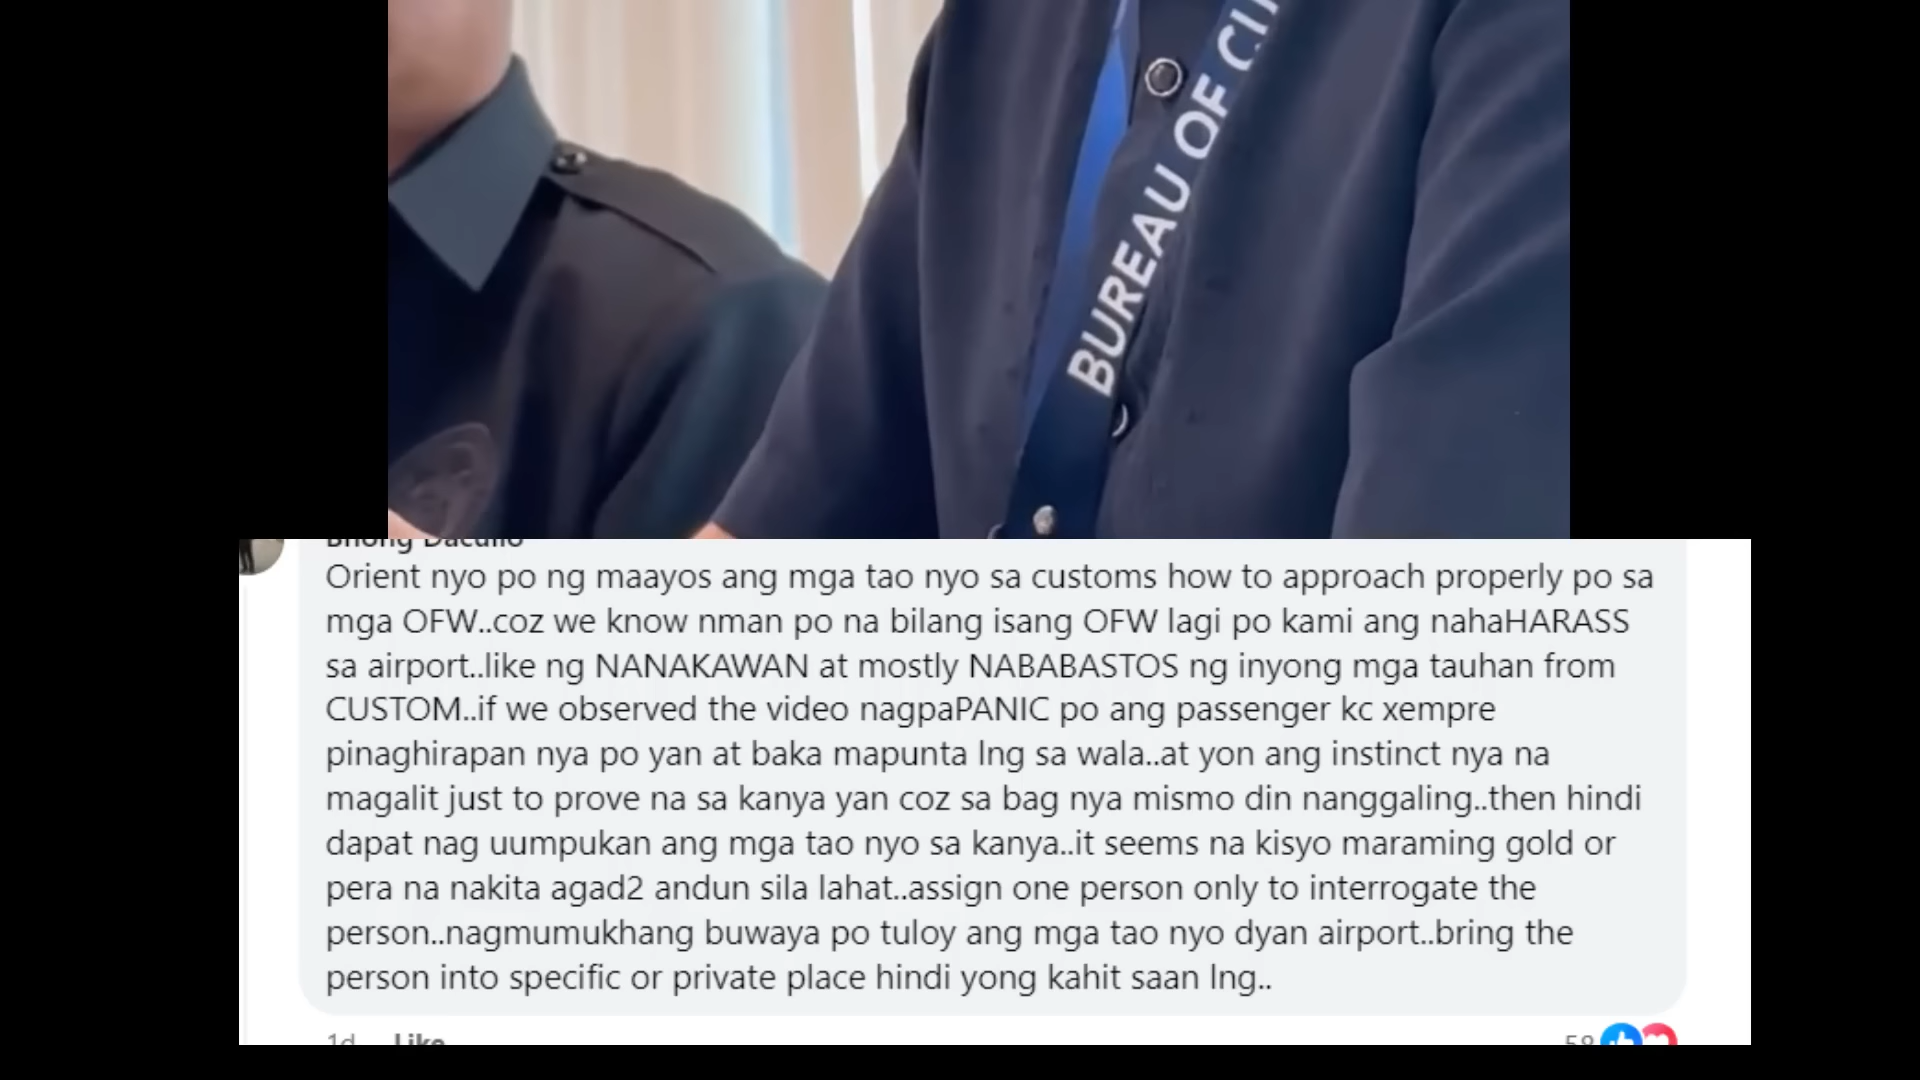 BUREAU OF
Orient nyo po ng maayos ang mga tao nyo sa customs how to approach properly po sa
mga OFW..coz we know nman po na bilang isang OFW lagi po kami ang nahaHARASS
sa airport..like ng NANAKAWAN at mostly NABABASTOS ng inyong mga tauhan from
CUSTOM..if we observed the video nagpaPANIC po ang passenger kc xempre
pinaghirapan nya po yan at baka mapunta lng sa wala..at yon ang instinct nya na
magalit just to prove na sa kanya yan coz sa bag nya mismo din nanggaling..then hindi
dapat nag uumpukan ang mga tao nyo sa kanya..it seems na kisyo maraming gold or
pera na nakita agad2 andun sila lahat..assign one person only to interrogate the
person..nagmumukhang buwaya po tuloy ang mga tao nyo dyan airport..bring the
person into specific or private place hindi yong kahit saan lng..
1d Like
58